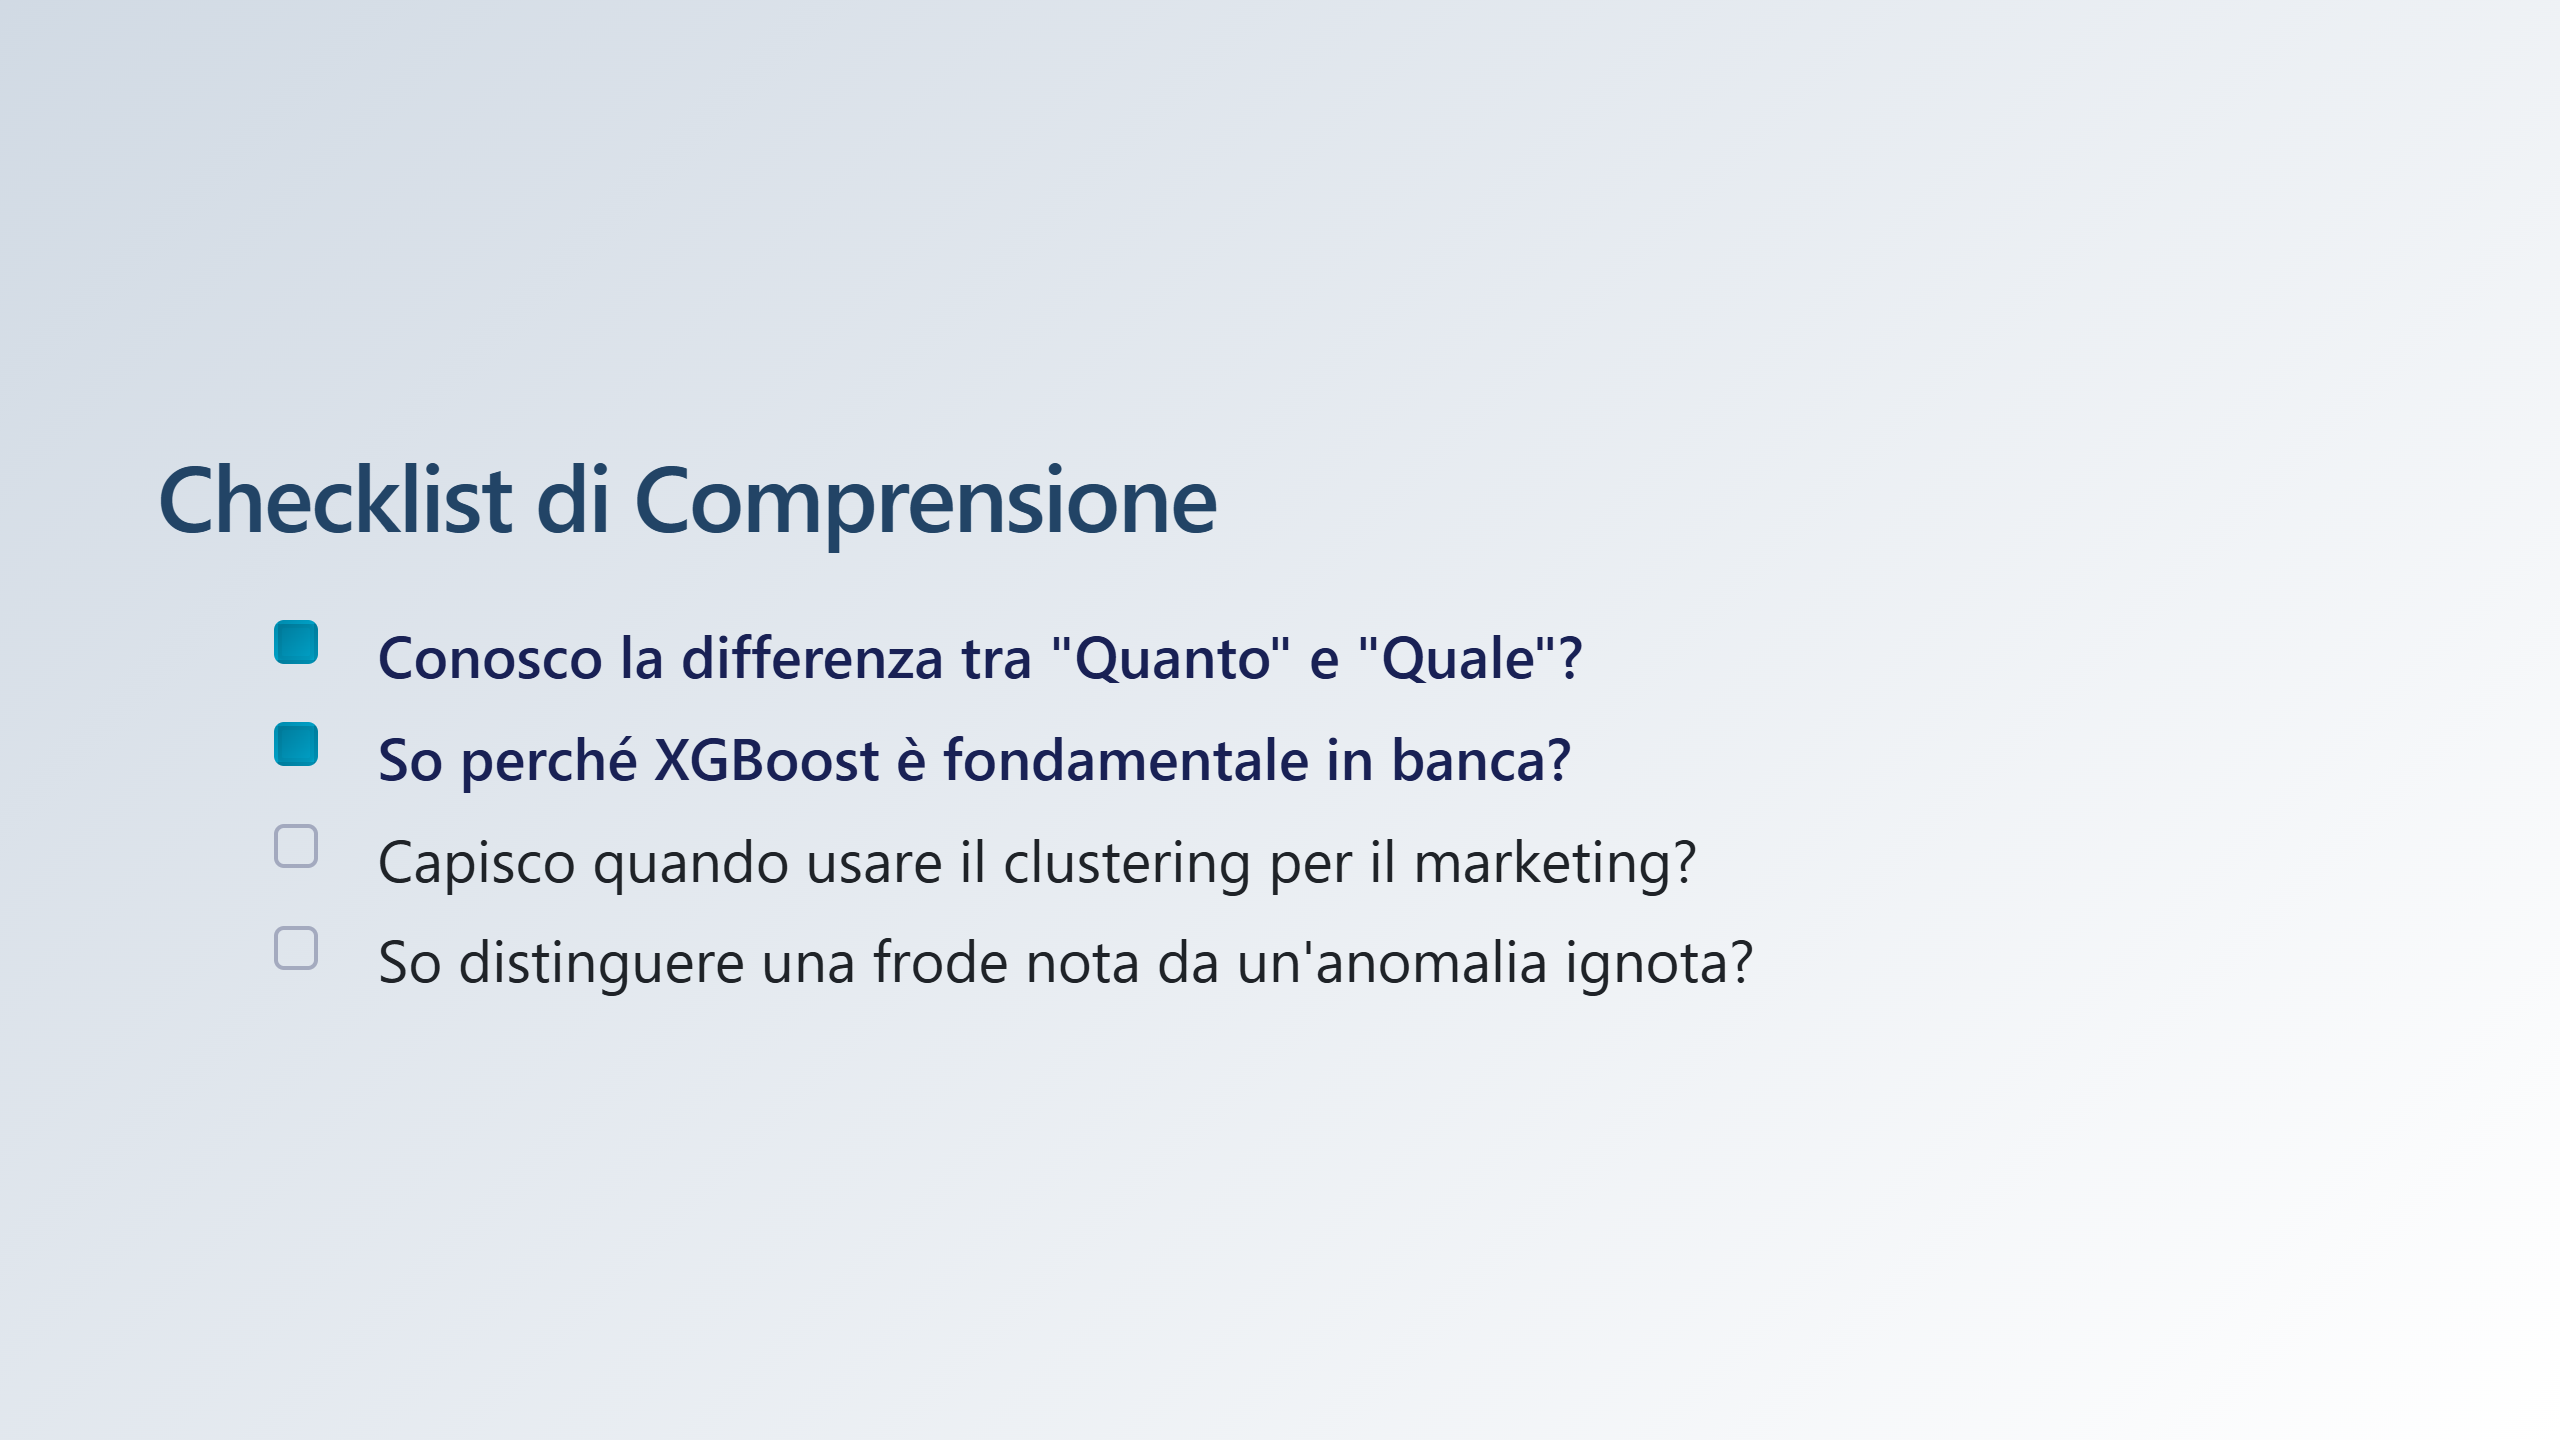 Checklist di Comprensione
Conosco la differenza tra "Quanto" e "Quale"?
So perché XGBoost è fondamentale in banca?
Capisco quando usare il clustering per il marketing?
So distinguere una frode nota da un'anomalia ignota?